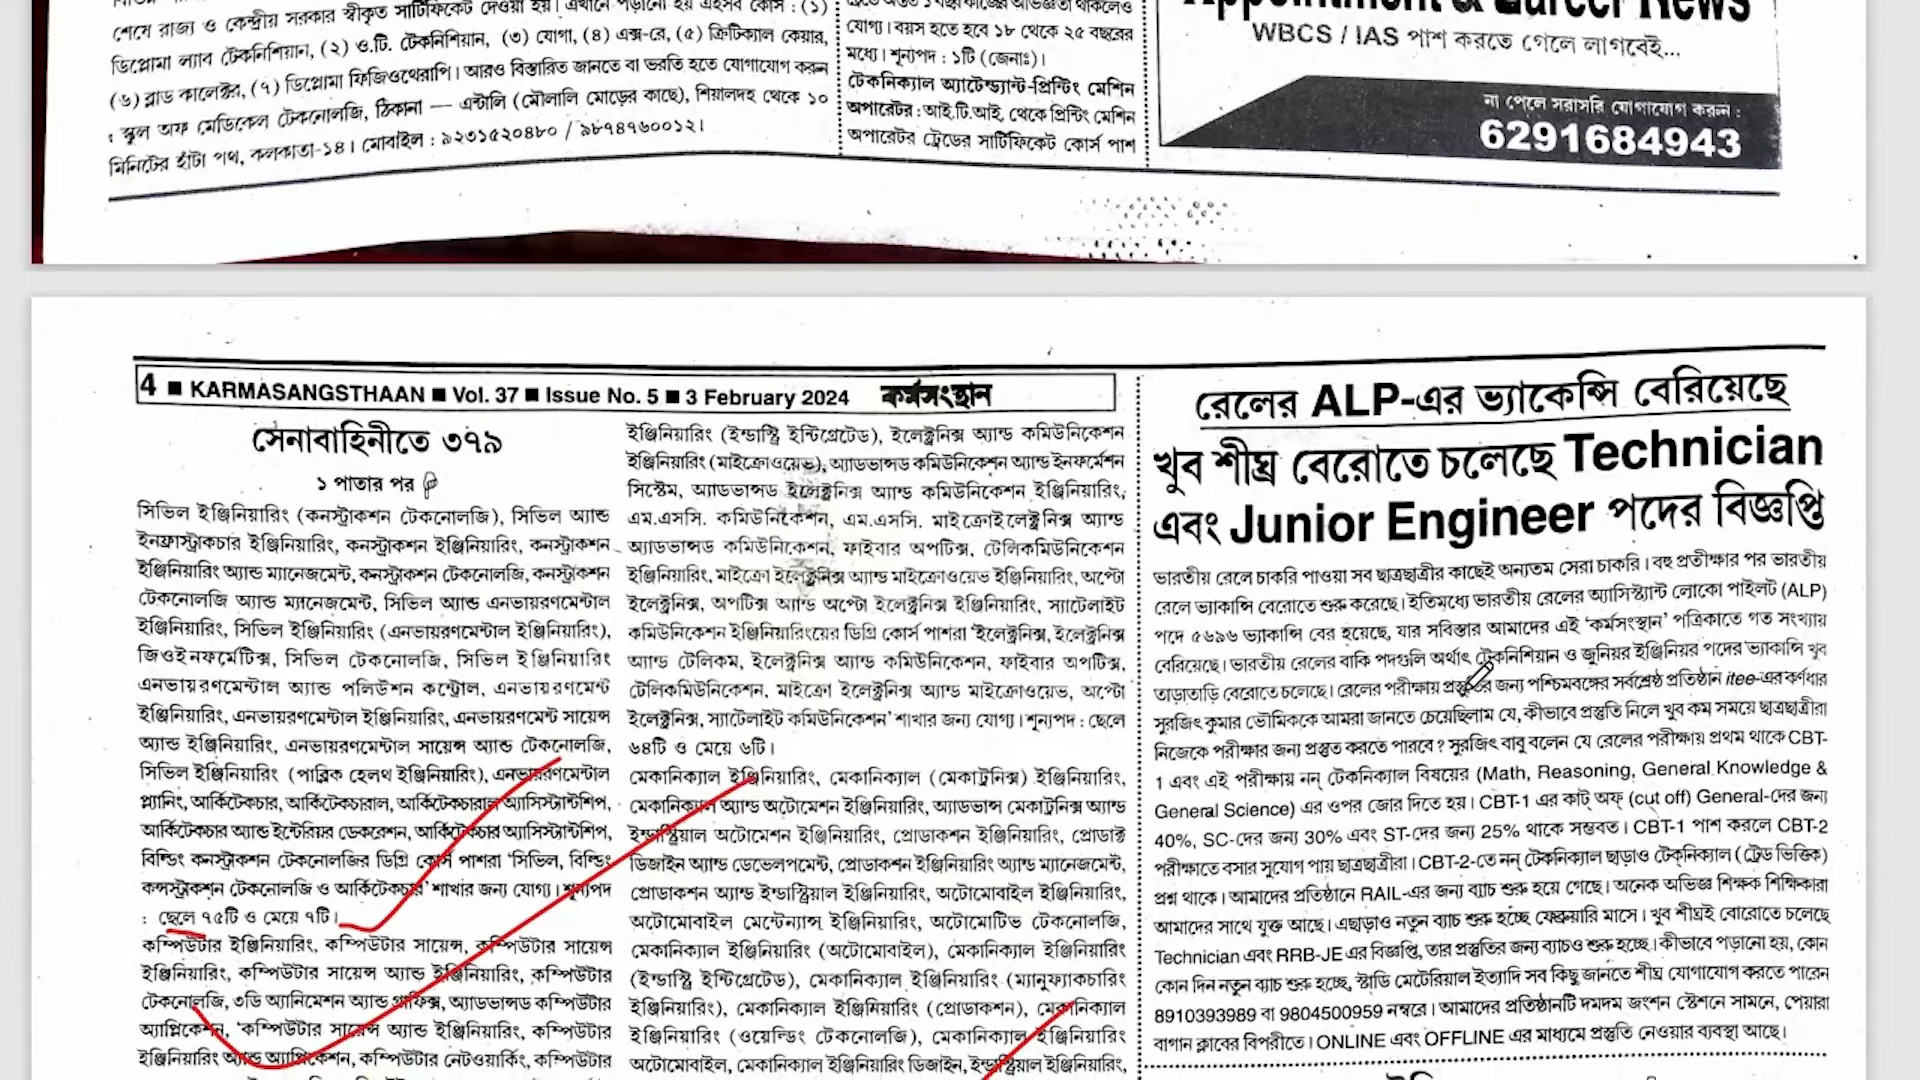 শেষে রাজ্য ও কেন্দ্রীয় সরকার স্বীকৃত সার্টিফিকেট দেওয়া হয়। এখানে পড়ানো হয় এইসব কোর্স : (১)
ডিপ্লোমা ল্যাব টেকনিশিয়ান, (২) ও.টি. টেকনিশিয়ান, (৩) যোগা, (৪) এক্স-রে, (৫) ক্রিটিক্যাল কেয়ার,
(৬) ব্লাড কালেক্টর, (৭) ডিপ্লোমা ফিজিওথেরাপি। আরও বিস্তারিত জানতে বা ভরতি হতে যোগাযোগ করুন
: স্কুল অফ মেডিকেল টেকনোলজি, ঠিকানা — এন্টালি (মৌলালি মোড়ের কাছে), শিয়ালদহ থেকে ১০
মিনিটের হাঁটা পথ, কলকাতা-১৪। মোবাইল : ৯২৩১৫২০৪৮০ / ৯৮৭৪৭৬০০১২।
যোগ্য। বয়স হতে হবে ১৮ থেকে ২৫ বছরের
মধ্যে। শূন্যপদ : ১টি (জেনাঃ)।
টেকনিক্যাল অ্যাটেন্ড্যান্ট-প্রিন্টিং মেশিন
অপারেটর : আই.টি.আই, থেকে প্রিন্টিং মেশিন
অপারেটর ট্রেডের সার্টিফিকেট কোর্স পাশ
Appointment & Career News
WBCS / IAS পাশ করতে গেলে লাগবেই...
না পেলে সরাসরি যোগাযোগ করুন :
6291684943
4 ■ KARMASANGSTHAAN ■ Vol. 37 ■ Issue No. 5 ■ 3 February 2024 কর্মসংস্থান
সেনাবাহিনীতে ৩৭৯
১ পাতার পর
সিভিল ইঞ্জিনিয়ারিং (কনস্ট্রাকশন টেকনোলজি), সিভিল অ্যান্ড
ইনফ্রাস্ট্রাকচার ইঞ্জিনিয়ারিং, কনস্ট্রাকশন ইঞ্জিনিয়ারিং, কনস্ট্রাকশন
ইঞ্জিনিয়ারিং অ্যান্ড ম্যানেজমেন্ট, কনস্ট্রাকশন টেকনোলজি, কনস্ট্রাকশন
টেকনোলজি অ্যান্ড ম্যানেজমেন্ট, সিভিল অ্যান্ড এনভায়রণমেন্টাল
ইঞ্জিনিয়ারিং, সিভিল ইঞ্জিনিয়ারিং (এনভায়রণমেন্টাল ইঞ্জিনিয়ারিং),
জিওইনফর্মেটিক্স, সিভিল টেকনোলজি, সিভিল ইঞ্জিনিয়ারিং
এনভায়রণমেন্টাল অ্যান্ড পলিউশন কন্ট্রোল, এনভায়রণমেন্ট
ইঞ্জিনিয়ারিং, এনভায়রণমেন্টাল ইঞ্জিনিয়ারিং, এনভায়রণমেন্ট সায়েন্স
অ্যান্ড ইঞ্জিনিয়ারিং, এনভায়রণমেন্টাল সায়েন্স অ্যান্ড টেকনোলজি,
সিভিল ইঞ্জিনিয়ারিং (পাব্লিক হেলথ ইঞ্জিনিয়ারিং), এনভায়রণমেন্টাল
প্ল্যানিং, আর্কিটেকচার, আর্কিটেকচারাল, আর্কিটেকচারাল অ্যাসিস্ট্যান্টশিপ,
আর্কিটেকচার অ্যান্ড ইন্টেরিয়র ডেকরেশন, আর্কিটেকচার অ্যাসিস্ট্যান্টশিপ,
বিল্ডিং কনস্ট্রাকশন টেকনোলজির ডিগ্রি কোর্স পাশরা 'সিভিল, বিল্ডিং
কন্সস্ট্রাকশন টেকনোলজি ও আর্কিটেকচার' শাখার জন্য যোগ্য। শূন্যপদ
: ছেলে ৭৫টি ও মেয়ে ৭টি।
কম্পিউটার ইঞ্জিনিয়ারিং, কম্পিউটার সায়েন্স, কম্পিউটার সায়েন্স
ইঞ্জিনিয়ারিং, কম্পিউটার সায়েন্স অ্যান্ড ইঞ্জিনিয়ারিং, কম্পিউটার
টেকনোলজি, ৩ডি অ্যানিমেশন অ্যান্ড গ্রাফিক্স, অ্যাডভান্সড কম্পিউটার
অ্যাপ্লিকেশন, 'কম্পিউটার সায়েন্স অ্যান্ড ইঞ্জিনিয়ারিং, কম্পিউটার
ইঞ্জিনিয়ারিং অ্যান্ড অ্যাপ্লিকেশন, কম্পিউটার নেটওয়ার্কিং, কম্পিউটার
ইঞ্জিনিয়ারিং (ইন্ডাস্ট্রি ইন্টিগ্রেটেড), ইলেক্ট্রনিক্স অ্যান্ড কমিউনিকেশন
ইঞ্জিনিয়ারিং (মাইক্রোওয়েভ), অ্যাডভান্সড কমিউনিকেশন অ্যান্ড ইনফর্মেশন
সিস্টেম, অ্যাডভান্সড ইলেক্ট্রনিক্স অ্যান্ড কমিউনিকেশন ইঞ্জিনিয়ারিং,
এম.এসসি. কমিউনিকেশন, এম.এসসি. মাইক্রোইলেক্ট্রনিক্স অ্যান্ড
অ্যাডভান্সড কমিউনিকেশন, ফাইবার অপটিক্স, টেলিকমিউনিকেশন
ইঞ্জিনিয়ারিং, মাইক্রো ইলেক্ট্রনিক্স অ্যান্ড মাইক্রোওয়েভ ইঞ্জিনিয়ারিং, অপ্টো
ইলেক্ট্রনিক্স, অপটিক্স অ্যান্ড অপ্টো ইলেক্ট্রনিক্স ইঞ্জিনিয়ারিং, স্যাটেলাইট
কমিউনিকেশন ইঞ্জিনিয়ারিংয়ের ডিগ্রি কোর্স পাশরা 'ইলেক্ট্রনিক্স, ইলেক্ট্রনিক্স
অ্যান্ড টেলিকম, ইলেক্ট্রনিক্স অ্যান্ড কমিউনিকেশন, ফাইবার অপটিক্স,
টেলিকমিউনিকেশন, মাইক্রো ইলেক্ট্রনিক্স অ্যান্ড মাইক্রোওয়েভ, অপ্টো
ইলেক্ট্রনিক্স, স্যাটেলাইট কমিউনিকেশন' শাখার জন্য যোগ্য। শূন্যপদ : ছেলে
৬৪টি ও মেয়ে ৬টি।
মেকানিক্যাল ইঞ্জিনিয়ারিং, মেকানিক্যাল (মেকাট্রনিক্স) ইঞ্জিনিয়ারিং,
মেকানিক্যাল অ্যান্ড অটোমেশন ইঞ্জিনিয়ারিং, অ্যাডভান্স মেকাট্রনিক্স অ্যান্ড
ইন্ডাস্ট্রিয়াল অটোমেশন ইঞ্জিনিয়ারিং, প্রোডাকশন ইঞ্জিনিয়ারিং, প্রোডাক্ট
ডিজাইন অ্যান্ড ডেভেলপমেন্ট, প্রোডাকশন ইঞ্জিনিয়ারিং অ্যান্ড ম্যানেজমেন্ট,
প্রোডাকশন অ্যান্ড ইন্ডাস্ট্রিয়াল ইঞ্জিনিয়ারিং, অটোমোবাইল ইঞ্জিনিয়ারিং,
অটোমোবাইল মেন্টেন্যান্স ইঞ্জিনিয়ারিং, অটোমোটিভ টেকনোলজি,
মেকানিক্যাল ইঞ্জিনিয়ারিং (অটোমোবাইল), মেকানিক্যাল ইঞ্জিনিয়ারিং
(ইন্ডাস্ট্রি ইন্টিগ্রেটেড), মেকানিক্যাল ইঞ্জিনিয়ারিং (ম্যানুফ্যাকচারিং
ইঞ্জিনিয়ারিং), মেকানিক্যাল ইঞ্জিনিয়ারিং (প্রোডাকশন), মেকানিক্যাল
ইঞ্জিনিয়ারিং (ওয়েল্ডিং টেকনোলজি), মেকানিক্যাল ইঞ্জিনিয়ারিং
অটোমোবাইল, মেকানিক্যাল ইঞ্জিনিয়ারিং ডিজাইন, ইন্ডাস্ট্রিয়াল ইঞ্জিনিয়ারিং,
রেলের ALP-এর ভ্যাকেন্সি বেরিয়েছে
খুব শীঘ্র বেরোতে চলেছে Technician
এবং Junior Engineer পদের বিজ্ঞপ্তি
ভারতীয় রেলে চাকরি পাওয়া সব ছাত্রছাত্রীর কাছেই অন্যতম সেরা চাকরি। বহু প্রতীক্ষার পর ভারতীয়
রেলে ভ্যাকান্সি বেরোতে শুরু করেছে। ইতিমধ্যে ভারতীয় রেলের অ্যাসিস্ট্যান্ট লোকো পাইলট (ALP)
পদে ৫৬৯৬ ভ্যাকান্সি বের হয়েছে, যার সবিস্তার আমাদের এই 'কর্মসংস্থান' পত্রিকাতে গত সংখ্যায়
বেরিয়েছে। ভারতীয় রেলের বাকি পদগুলি অর্থাৎ টেকনিশিয়ান ও জুনিয়র ইঞ্জিনিয়র পদের ভ্যাকান্সি খুব
তাড়াতাড়ি বেরোতে চলেছে। রেলের পরীক্ষায় প্রস্তুতির জন্য পশ্চিমবঙ্গের সর্বশ্রেষ্ঠ প্রতিষ্ঠান itee-এর কর্ণধার
সুরজিৎ কুমার ভৌমিককে আমরা জানতে চেয়েছিলাম যে, কীভাবে প্রস্তুতি নিলে খুব কম সময়ে ছাত্রছাত্রীরা
নিজেকে পরীক্ষার জন্য প্রস্তুত করতে পারবে? সুরজিৎ বাবু বলেন যে রেলের পরীক্ষায় প্রথম থাকে CBT-
1 এবং এই পরীক্ষায় নন্ টেকনিক্যাল বিষয়ের (Math, Reasoning, General Knowledge &
General Science) এর ওপর জোর দিতে হয়। CBT-1 এর কাট্ অফ্ (cut off) General-দের জন্য
40%, SC-দের জন্য 30% এবং ST-দের জন্য 25% থাকে সম্ভবত। CBT-1 পাশ করলে CBT-2
পরীক্ষাতে বসার সুযোগ পায় ছাত্রছাত্রীরা। CBT-2-তে নন্ টেকনিক্যাল ছাড়াও টেক্‌নিক্যাল (ট্রেড ভিত্তিক)
প্রশ্ন থাকে। আমাদের প্রতিষ্ঠানে RAIL-এর জন্য ব্যাচ শুরু হয়ে গেছে। অনেক অভিজ্ঞ শিক্ষক শিক্ষিকারা
আমাদের সাথে যুক্ত আছে। এছাড়াও নতুন ব্যাচ শুরু হচ্ছে ফেব্রুয়ারি মাসে। খুব শীঘ্রই বোরোতে চলেছে
Technician এবং RRB-JE এর বিজ্ঞপ্তি, তার প্রস্তুতির জন্য ব্যাচও শুরু হচ্ছে। কীভাবে পড়ানো হয়, কোন
কোন দিন নতুন ব্যাচ শুরু হচ্ছে, স্টাডি মেটেরিয়াল ইত্যাদি সব কিছু জানতে শীঘ্র যোগাযোগ করতে পারেন
8910393989 বা 9804500959 নম্বরে। আমাদের প্রতিষ্ঠানটি দমদম জংশন স্টেশনে সামনে, পেয়ারা
বাগান ক্লাবের বিপরীতে। ONLINE এবং OFFLINE এর মাধ্যমে প্রস্তুতি নেওয়ার ব্যবস্থা আছে।